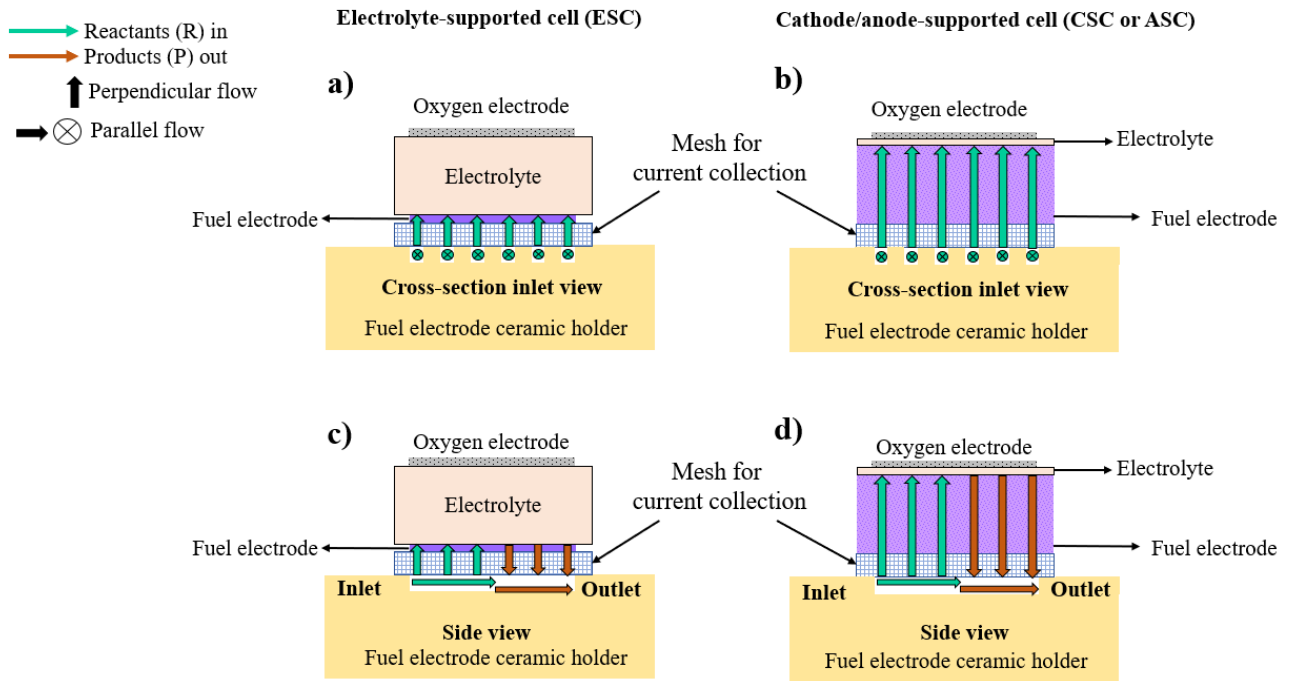 Electrolyte-supported cell (ESC)
Cathode/anode-supported cell (CSC or ASC)
Reactants (R) in
Products (P) out
Perpendicular flow
Parallel flow
a)
Oxygen electrode
Electrolyte
Fuel electrode
Mesh for
current collection
Cross-section inlet view
Fuel electrode ceramic holder
b)
Oxygen electrode
Electrolyte
Fuel electrode
Cross-section inlet view
Fuel electrode ceramic holder
c)
Oxygen electrode
Electrolyte
Fuel electrode
Mesh for
current collection
Inlet
Outlet
Side view
Fuel electrode ceramic holder
d)
Oxygen electrode
Electrolyte
Fuel electrode
Inlet
Outlet
Side view
Fuel electrode ceramic holder